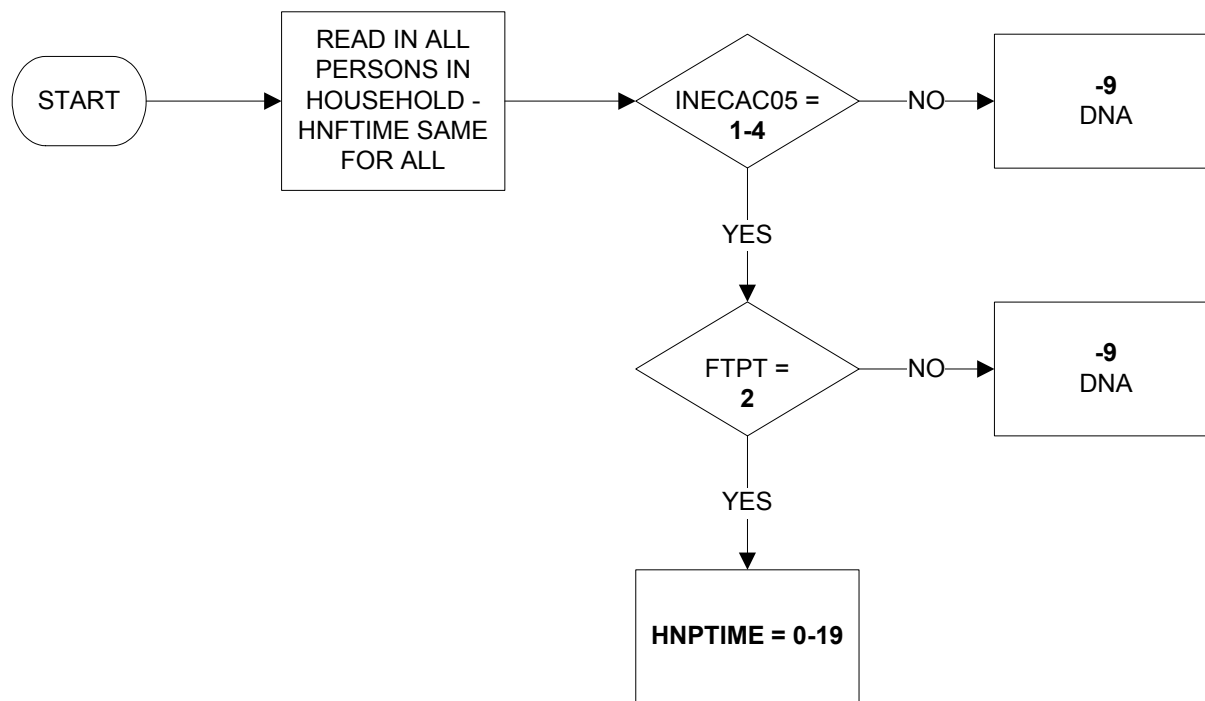 START
READ IN ALL
PERSONS IN
HOUSEHOLD -
HNFTIME SAME
FOR ALL
INECAC05 =
1-4
NO
-9
DNA
YES
FTPT =
2
NO
-9
DNA
YES
HNPTIME = 0-19